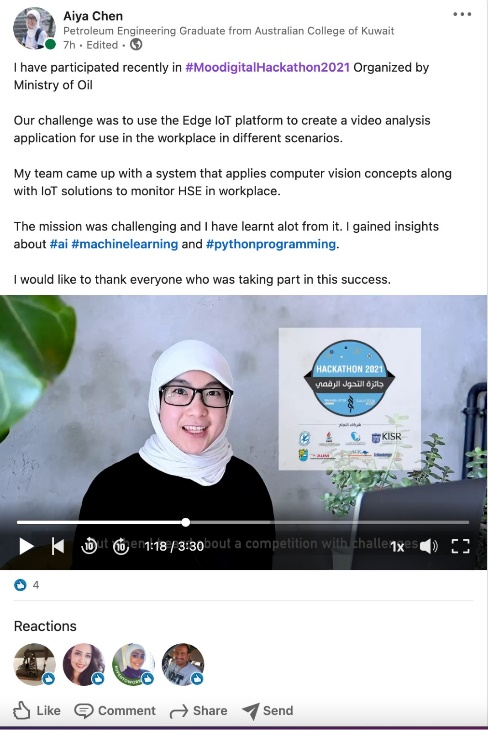 Aiya Chen
Petroleum Engineering Graduate from Australian College of Kuwait
7h • Edited •
I have participated recently in #MoodigitalHackathon2021 Organized by
Ministry of Oil
Our challenge was to use the Edge IoT platform to create a video analysis
application for use in the workplace in different scenarios.
My team came up with a system that applies computer vision concepts along
with IoT solutions to monitor HSE in workplace.
The mission was challenging and I have learnt alot from it. I gained insights
about #ai #machinelearning and #pythonprogramming.
I would like to thank everyone who was taking part in this success.
HACKATHON 2021
جائزة التحول الرقمي
شركاء النجاح
KISR
AUM
about a competition with challenges
10
10
1:18 / 3:30
1x
4
Reactions
Like
Comment
Share
Send